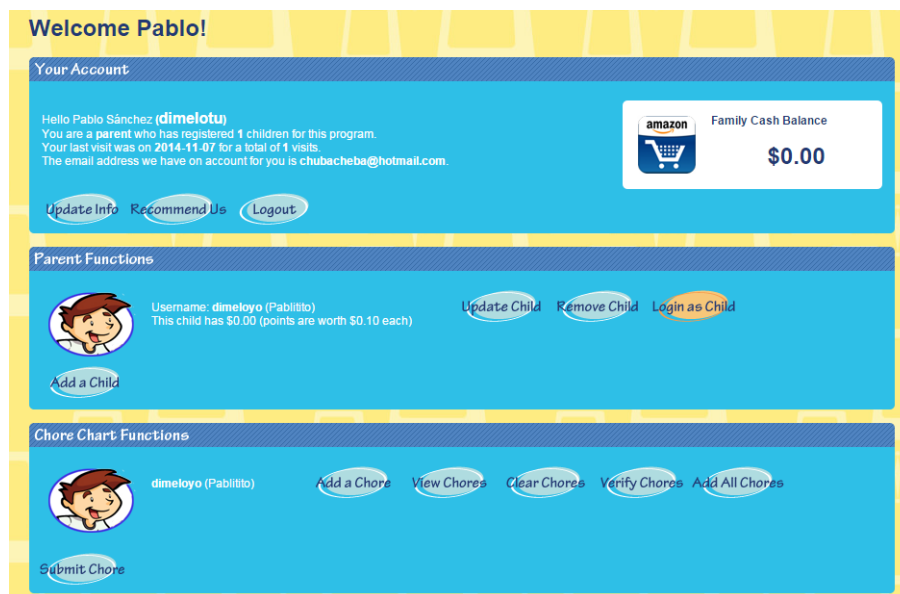 Welcome Pablo!
Your Account
Hello Pablo Sánchez (dimelotu)
You are a parent who has registered 1 children for this program.
Your last visit was on 2014-11-07 for a total of 1 visits.
The email address we have on account for you is chubacheba@hotmail.com.
amazon
Family Cash Balance
$0.00
Update Info Recommend Us Logout
Parent Functions
Username: dimeloyo (Pablitito)
This child has $0.00 (points are worth $0.10 each)
Update Child Remove Child Login as Child
Add a Child
Chore Chart Functions
dimeloyo (Pablitito)
Add a Chore View Chores Clear Chores Verify Chores Add All Chores
Submit Chore